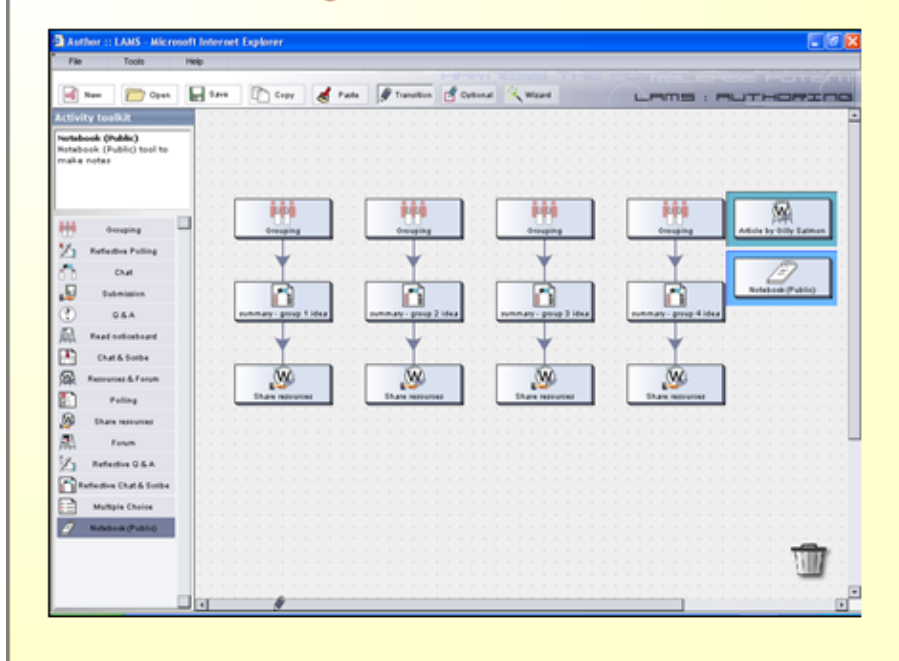 Author :: LAMS - Microsoft Internet Explorer
File Tools Help
New Open Save Copy Paste Transition Optional Wizard LAMS : AUTHORING
Activity toolkit
Notebook (Public)
Notebook (Public) tool to
make notes
Grouping
Reflective Polling
Chat
Submission
Q & A
Read noticeboard
Chat & Scribe
Resources & Forum
Polling
Share resources
Forum
Reflective Q & A
Reflective Chat & Scribe
Multiple Choice
Notebook (Public)
Grouping Grouping Grouping Grouping Article by Gilly Salmon
Notebook (Public)
summary - group 1 idea summary - group 2 idea summary - group 3 idea summary - group 4 idea
Share resources Share resources Share resources Share resources